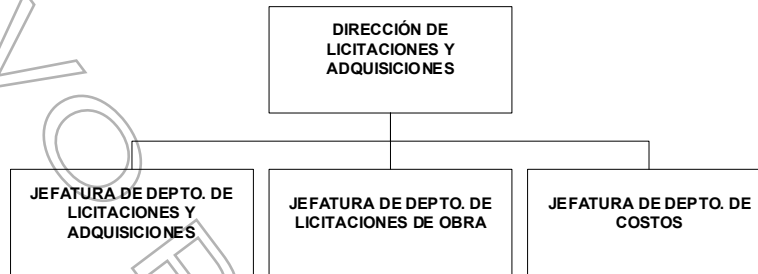 DIRECCIÓN DE
LICITACIONES Y
ADQUISICIONES
JEFATURA DE DEPTO. DE
LICITACIONES Y
ADQUISICIONES
JEFATURA DE DEPTO. DE
LICITACIONES DE OBRA
JEFATURA DE DEPTO. DE
COSTOS